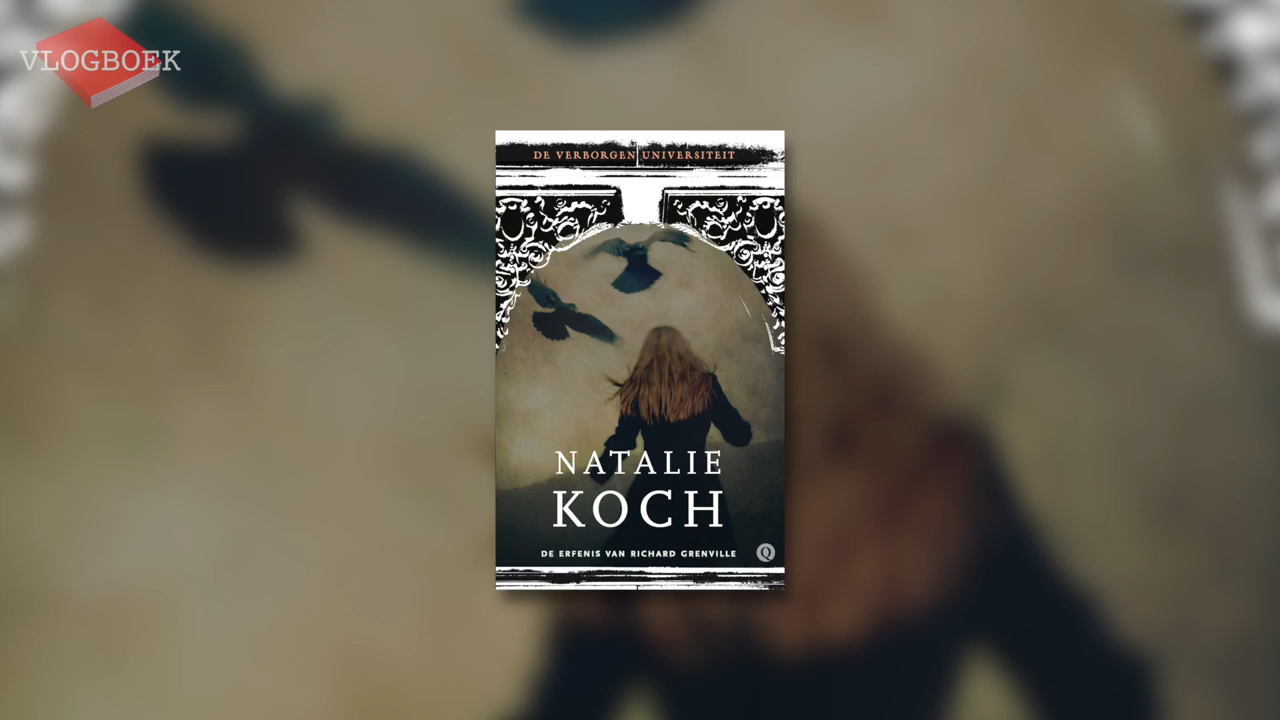 VLOGBOEK
DE VERBORGEN UNIVERSITEIT
NATALIE
KOCH
DE ERFENIS VAN RICHARD GRENVILLE
Q